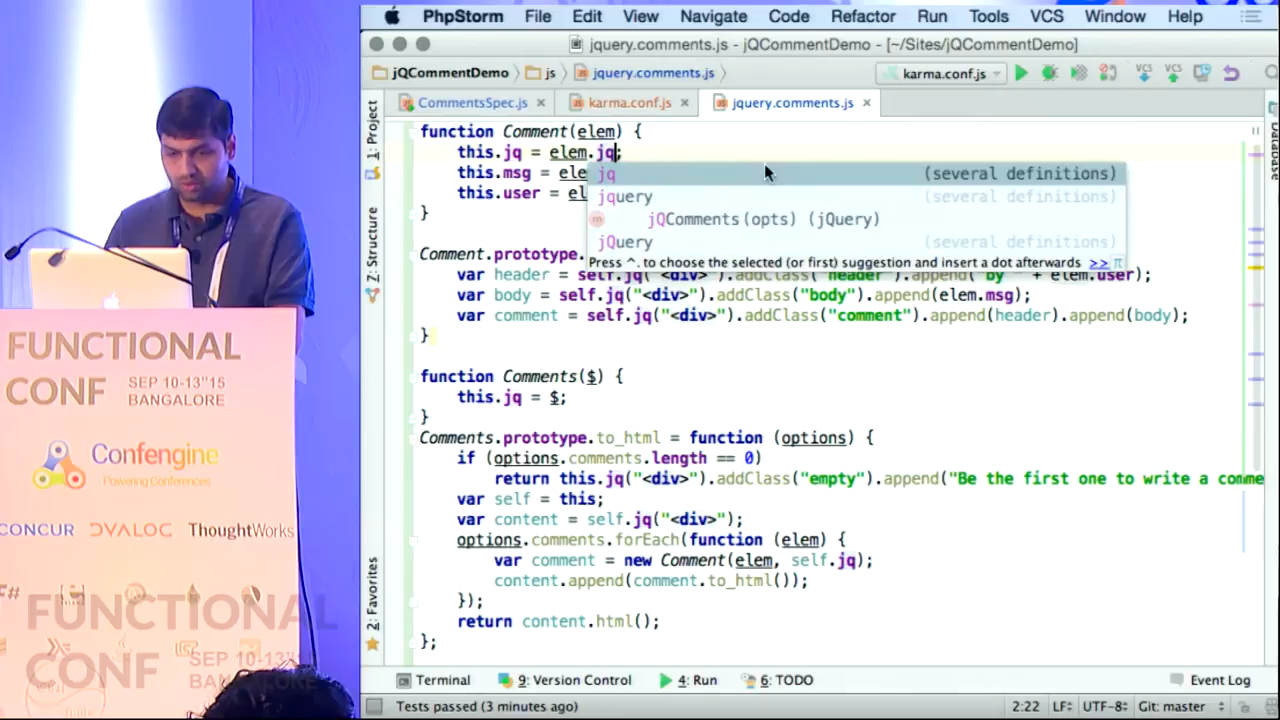 PhpStorm File Edit View Navigate Code Refactor Run Tools VCS Window Help
jquery.comments.js - jQCommentDemo - [~/Sites/jQCommentDemo]
jQCommentDemo js jquery.comments.js karma.conf.js VCS VCS
CommentsSpec.js karma.conf.js jquery.comments.js
1: Project
7: Structure
2: Favorites
Database
function Comment(elem) {
this.jq = elem.jq;
this.msg = ele
this.user = el
}
jq (several definitions)
jquery (several definitions)
m jQComments(opts) (jQuery)
jQuery (several definitions)
Press ^. to choose the selected (or first) suggestion and insert a dot afterwards >> π
Comment.prototype.
var header = self.jq("<div>").addClass("header").append("by " + elem.user);
var body = self.jq("<div>").addClass("body").append(elem.msg);
var comment = self.jq("<div>").addClass("comment").append(header).append(body);
}
function Comments($) {
this.jq = $;
}
Comments.prototype.to_html = function (options) {
if (options.comments.length == 0)
return this.jq("<div>").addClass("empty").append("Be the first one to write a comme
var self = this;
var content = self.jq("<div>");
options.comments.forEach(function (elem) {
var comment = new Comment(elem, self.jq);
content.append(comment.to_html());
});
return content.html();
};
Terminal 9: Version Control 4: Run 6: TODO Event Log
Tests passed (3 minutes ago) 2:22 LF UTF-8 Git: master
FUNCTIONAL
CONF SEP 10-13"15
BANGALORE
Confengine
Powering Conferences
CONCUR DYALOC ThoughtWorks
F#
FUNCTIONAL
CONF SEP 10-13